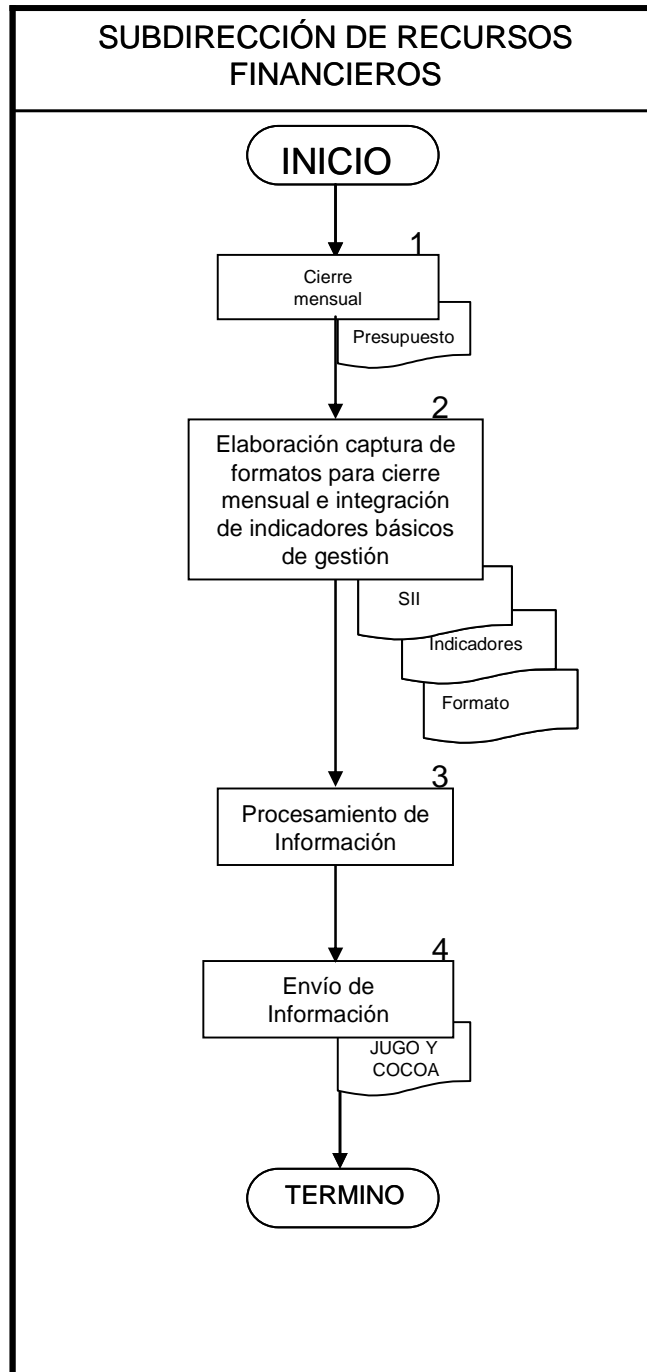 SUBDIRECCIÓN DE RECURSOS
FINANCIEROS
INICIO
1
Cierre
mensual
Presupuesto
2
Elaboración captura de
formatos para cierre
mensual e integración
de indicadores básicos
de gestión
SII
Indicadores
Formato
3
Procesamiento de
Información
4
Envío de
Información
JUGO Y
COCOA
TERMINO